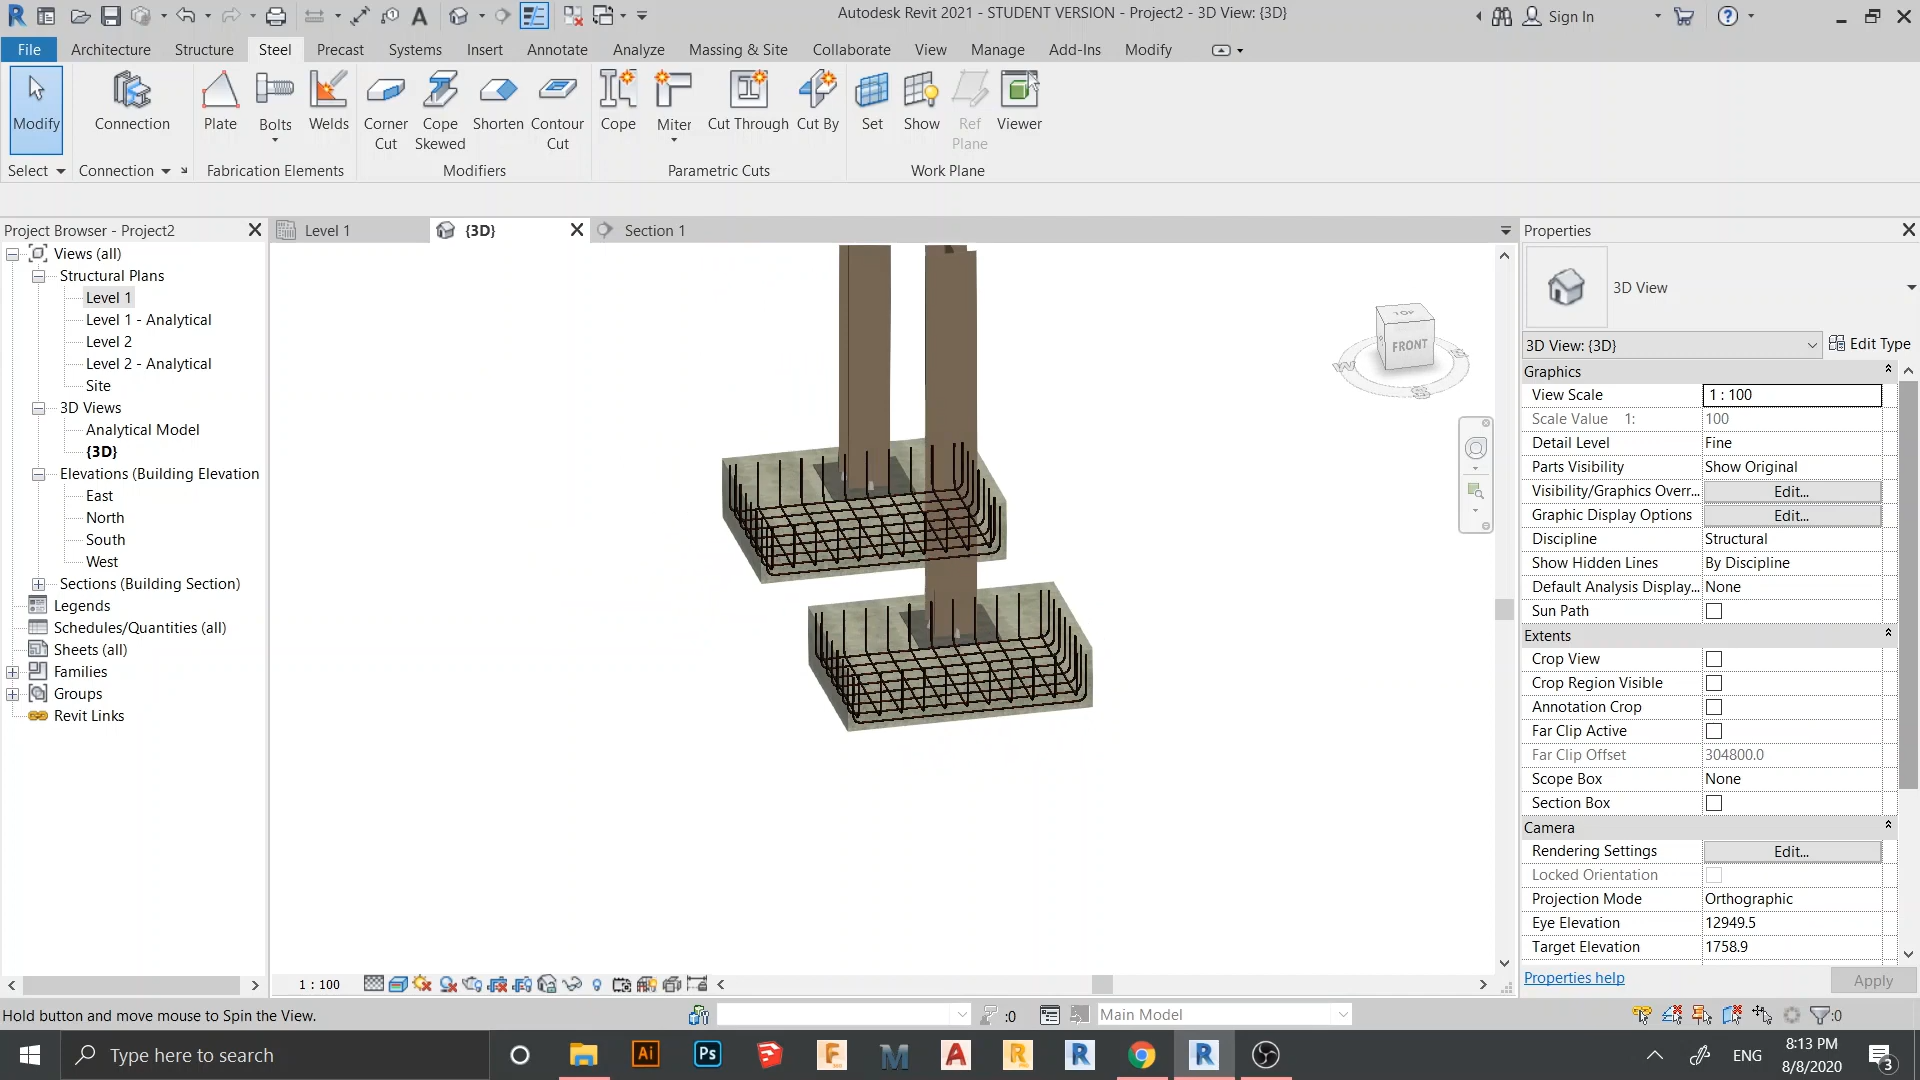 Autodesk Revit 2021 - STUDENT VERSION - Project2 - 3D View: {3D}
Sign In
File Architecture Structure Steel Precast Systems Insert Annotate Analyze Massing & Site Collaborate View Manage Add-Ins Modify
Modify Connection Plate Bolts Welds Corner Cut Cope Skewed Shorten Contour Cut Cope Miter Cut Through Cut By Set Show Ref Plane Viewer
Select Connection Fabrication Elements Modifiers Parametric Cuts Work Plane
Project Browser - Project2
Views (all)
Structural Plans
Level 1
Level 1 - Analytical
Level 2
Level 2 - Analytical
Site
3D Views
Analytical Model
{3D}
Elevations (Building Elevation
East
North
South
West
Sections (Building Section)
Legends
Schedules/Quantities (all)
Sheets (all)
Families
Groups
Revit Links
Level 1 {3D} Section 1
TOP
FRONT
W S S
1 : 100
Properties
3D View
3D View: {3D} Edit Type
Graphics
View Scale 1 : 100
Scale Value 1: 100
Detail Level Fine
Parts Visibility Show Original
Visibility/Graphics Overr... Edit...
Graphic Display Options Edit...
Discipline Structural
Show Hidden Lines By Discipline
Default Analysis Display... None
Sun Path
Extents
Crop View
Crop Region Visible
Annotation Crop
Far Clip Active
Far Clip Offset 304800.0
Scope Box None
Section Box
Camera
Rendering Settings Edit...
Locked Orientation
Projection Mode Orthographic
Eye Elevation 12949.5
Target Elevation 1758.9
Properties help Apply
Hold button and move mouse to Spin the View. :0 Main Model :0
Type here to search Ai Ps ENG 8:13 PM
8/8/2020 3